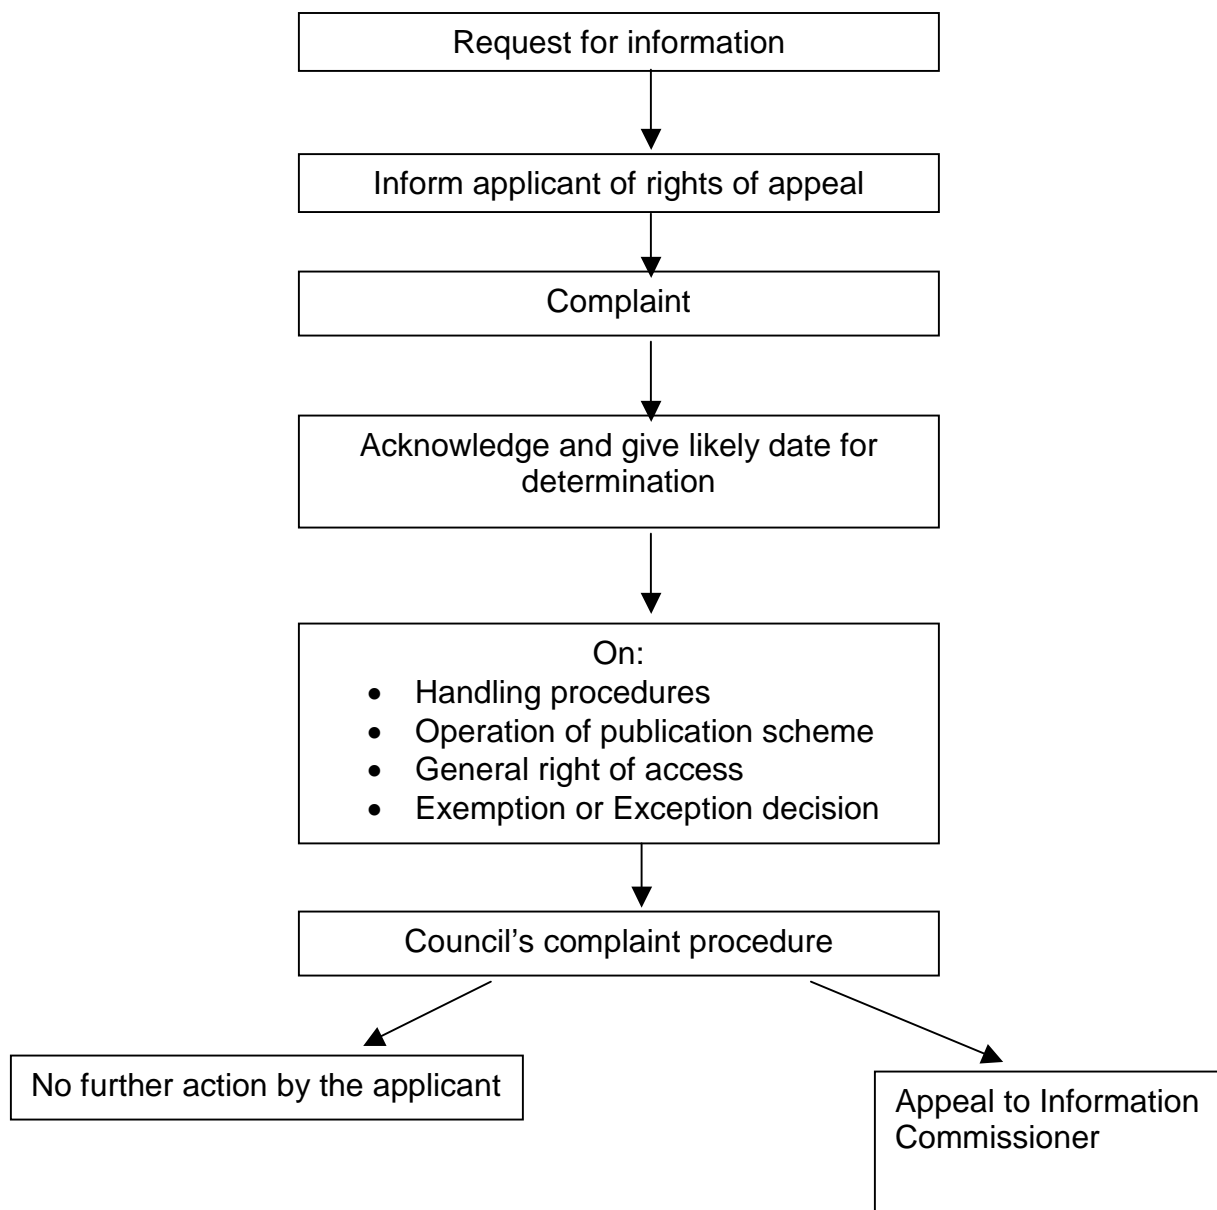 Request for information
Inform applicant of rights of appeal
Complaint
Acknowledge and give likely date for
determination
On:
• Handling procedures
• Operation of publication scheme
• General right of access
• Exemption or Exception decision
Council’s complaint procedure
No further action by the applicant
Appeal to Information
Commissioner